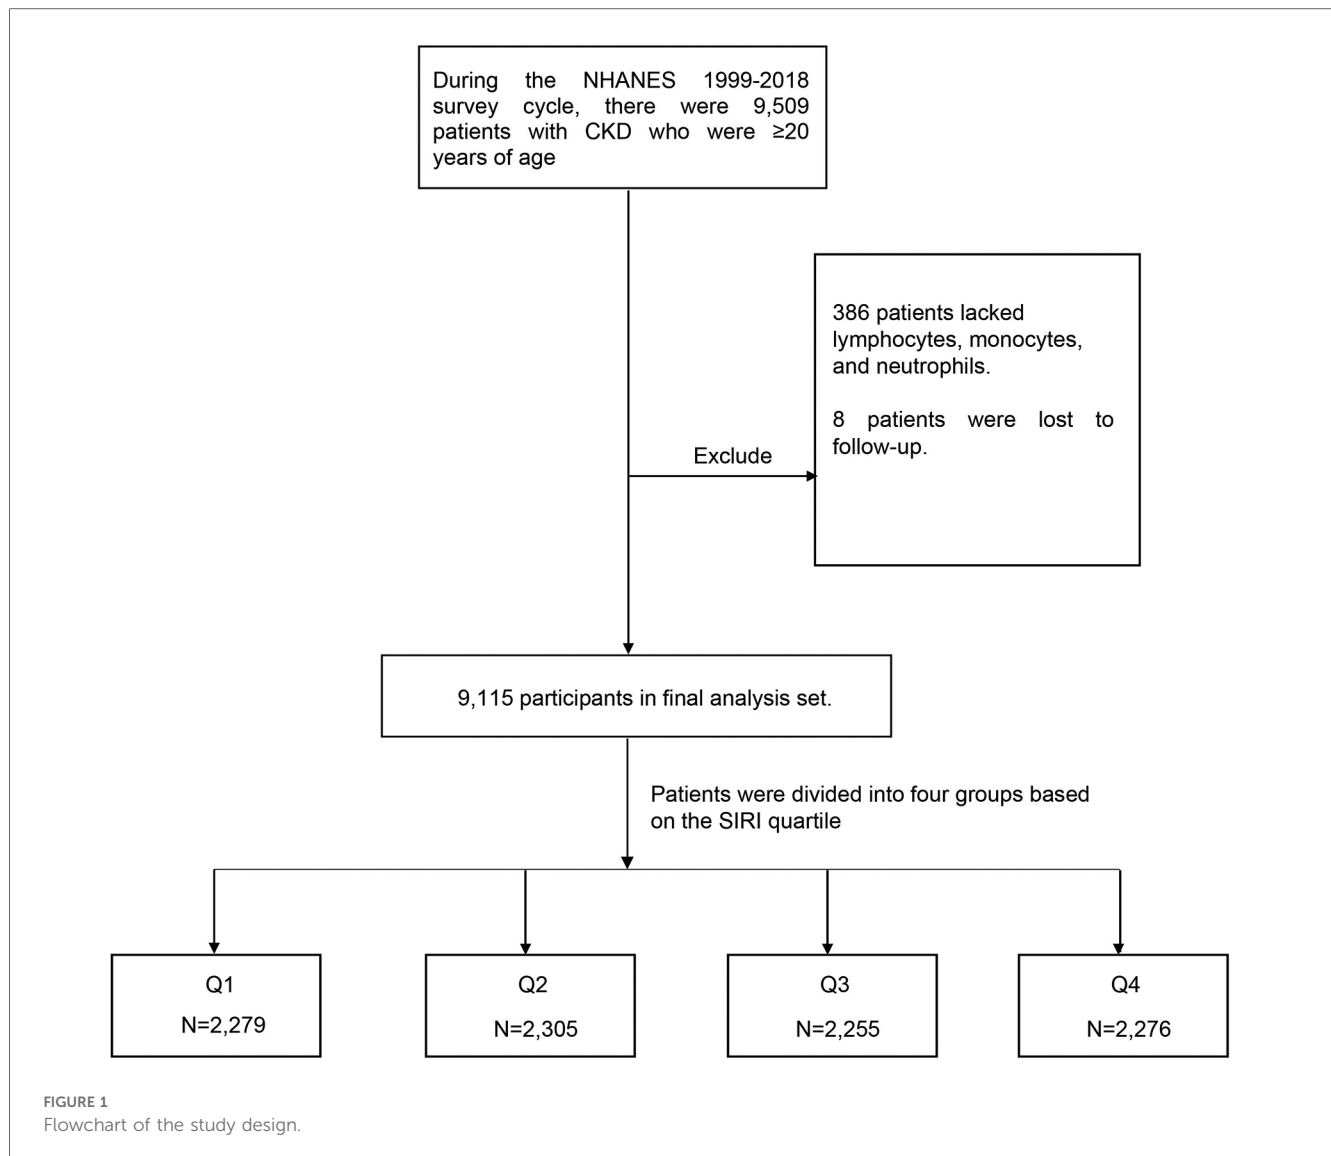 During the NHANES 1999-2018
survey cycle, there were 9,509
patients with CKD who were ≥20
years of age
386 patients lacked
lymphocytes, monocytes,
and neutrophils.
8 patients were lost to
follow-up.
Exclude
9,115 participants in final analysis set.
Patients were divided into four groups based
on the SIRI quartile
Q1
N=2,279
Q2
N=2,305
Q3
N=2,255
Q4
N=2,276
FIGURE 1
Flowchart of the study design.